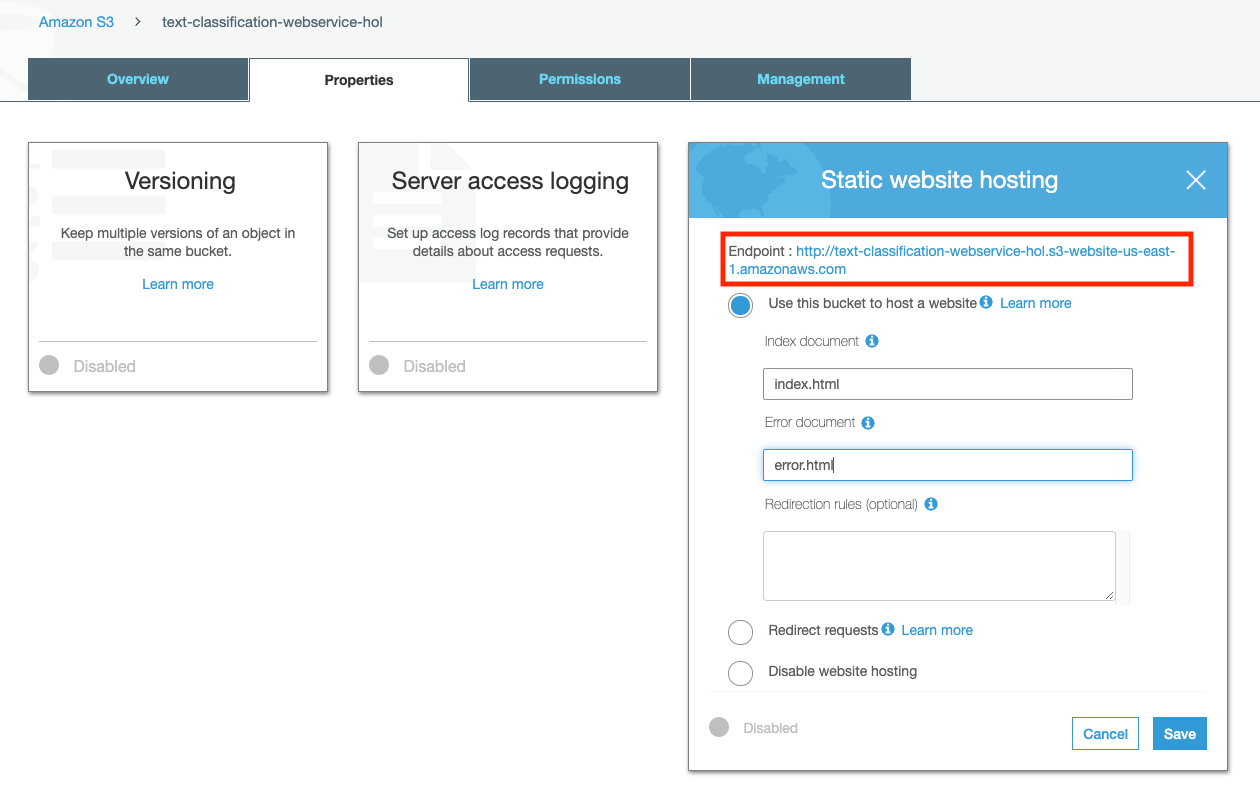 Amazon S3 > text-classification-webservice-hol
Overview
Properties
Permissions
Management
Versioning
Keep multiple versions of an object in
the same bucket.
Learn more
Disabled
Server access logging
Set up access log records that provide
details about access requests.
Learn more
Disabled
Static website hosting
Endpoint : http://text-classification-webservice-hol.s3-website-us-east-
1.amazonaws.com
Use this bucket to host a website Learn more
Index document
index.html
Error document
error.html
Redirection rules (optional)
Redirect requests Learn more
Disable website hosting
Disabled
Cancel
Save